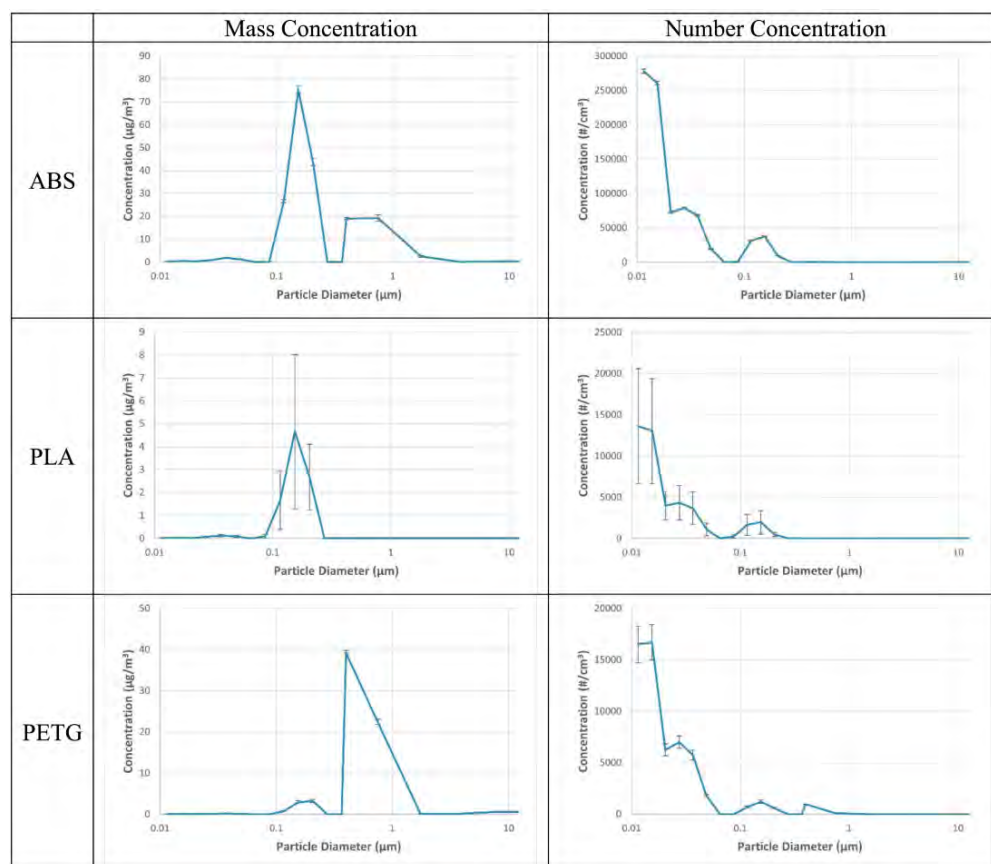 Mass Concentration Number Concentration
ABS
Concentration (µg/m³)
90
80
70
60
50
40
30
20
10
0
0.01 0.1 1 10
Particle Diameter (µm)
Concentration (#/cm³)
300000
250000
200000
150000
100000
50000
0
0.01 0.1 1 10
Particle Diameter (µm)
PLA
Concentration (µg/m³)
9
8
7
6
5
4
3
2
1
0
0.01 0.1 1 10
Particle Diameter (µm)
Concentration (#/cm³)
25000
20000
15000
10000
5000
0
0.01 0.1 1 10
Particle Diameter (µm)
PETG
Concentration (µg/m³)
50
40
30
20
10
0
0.01 0.1 1 10
Particle Diameter (µm)
Concentration (#/cm³)
20000
15000
10000
5000
0
0.01 0.1 1 10
Particle Diameter (µm)